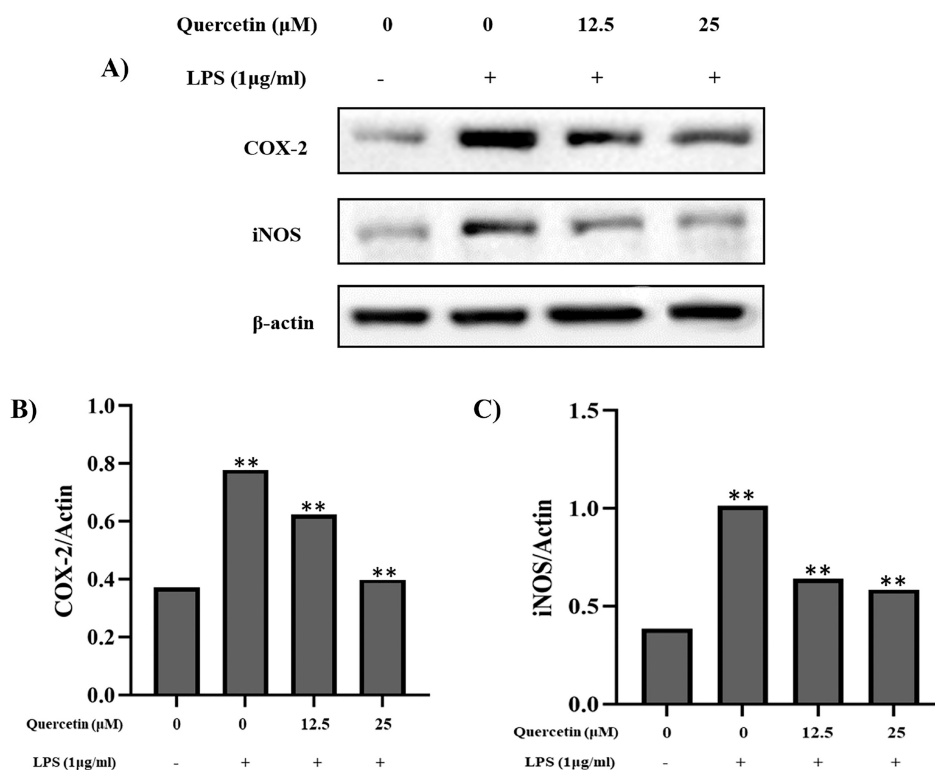 Quercetin (μM) 0 0 12.5 25
A)
LPS (1μg/ml) - + + +
COX-2
iNOS
β-actin
B)
COX-2/Actin
1.0
0.8
0.6
0.4
0.2
0.0
** ** **
Quercetin (μM) 0 0 12.5 25
LPS (1μg/ml) - + + +
C)
iNOS/Actin
1.5
1.0
0.5
0.0
** ** **
Quercetin (μM) 0 0 12.5 25
LPS (1μg/ml) - + + +